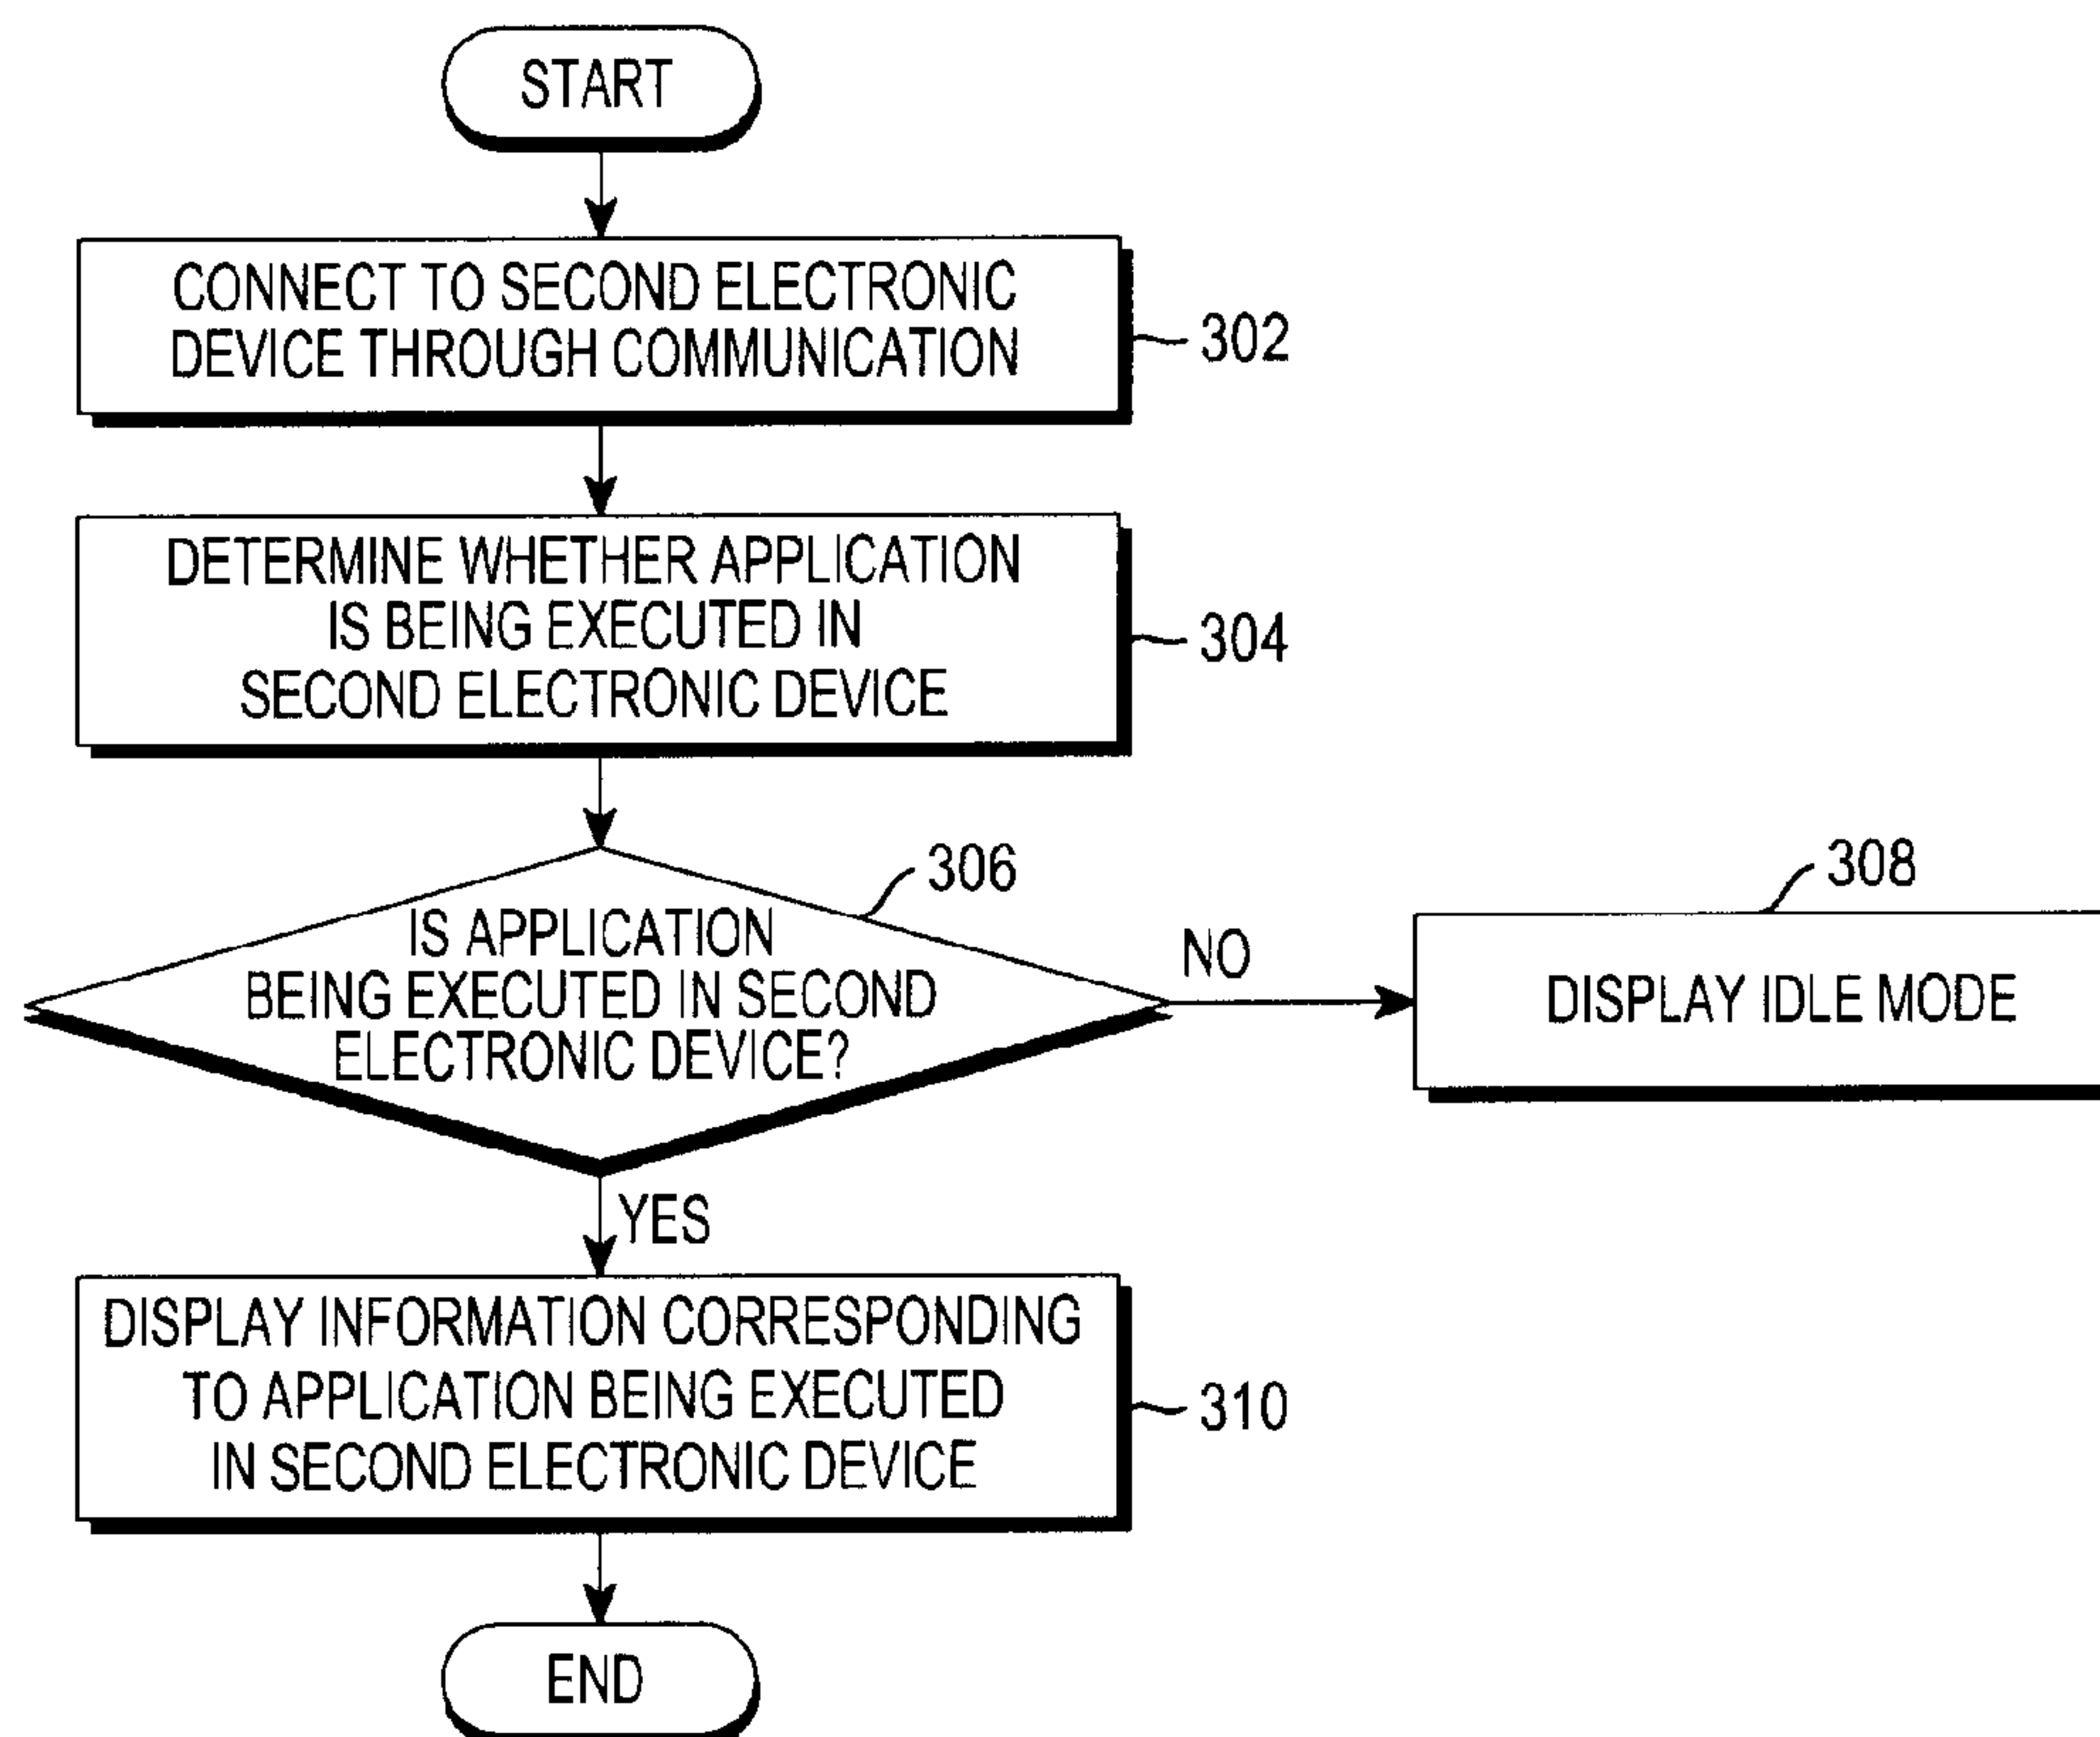 START
CONNECT TO SECOND ELECTRONIC
DEVICE THROUGH COMMUNICATION
302
DETERMINE WHETHER APPLICATION
IS BEING EXECUTED IN
SECOND ELECTRONIC DEVICE
304
306
IS APPLICATION
BEING EXECUTED IN SECOND
ELECTRONIC DEVICE?
NO
308
DISPLAY IDLE MODE
YES
DISPLAY INFORMATION CORRESPONDING
TO APPLICATION BEING EXECUTED
IN SECOND ELECTRONIC DEVICE
310
END